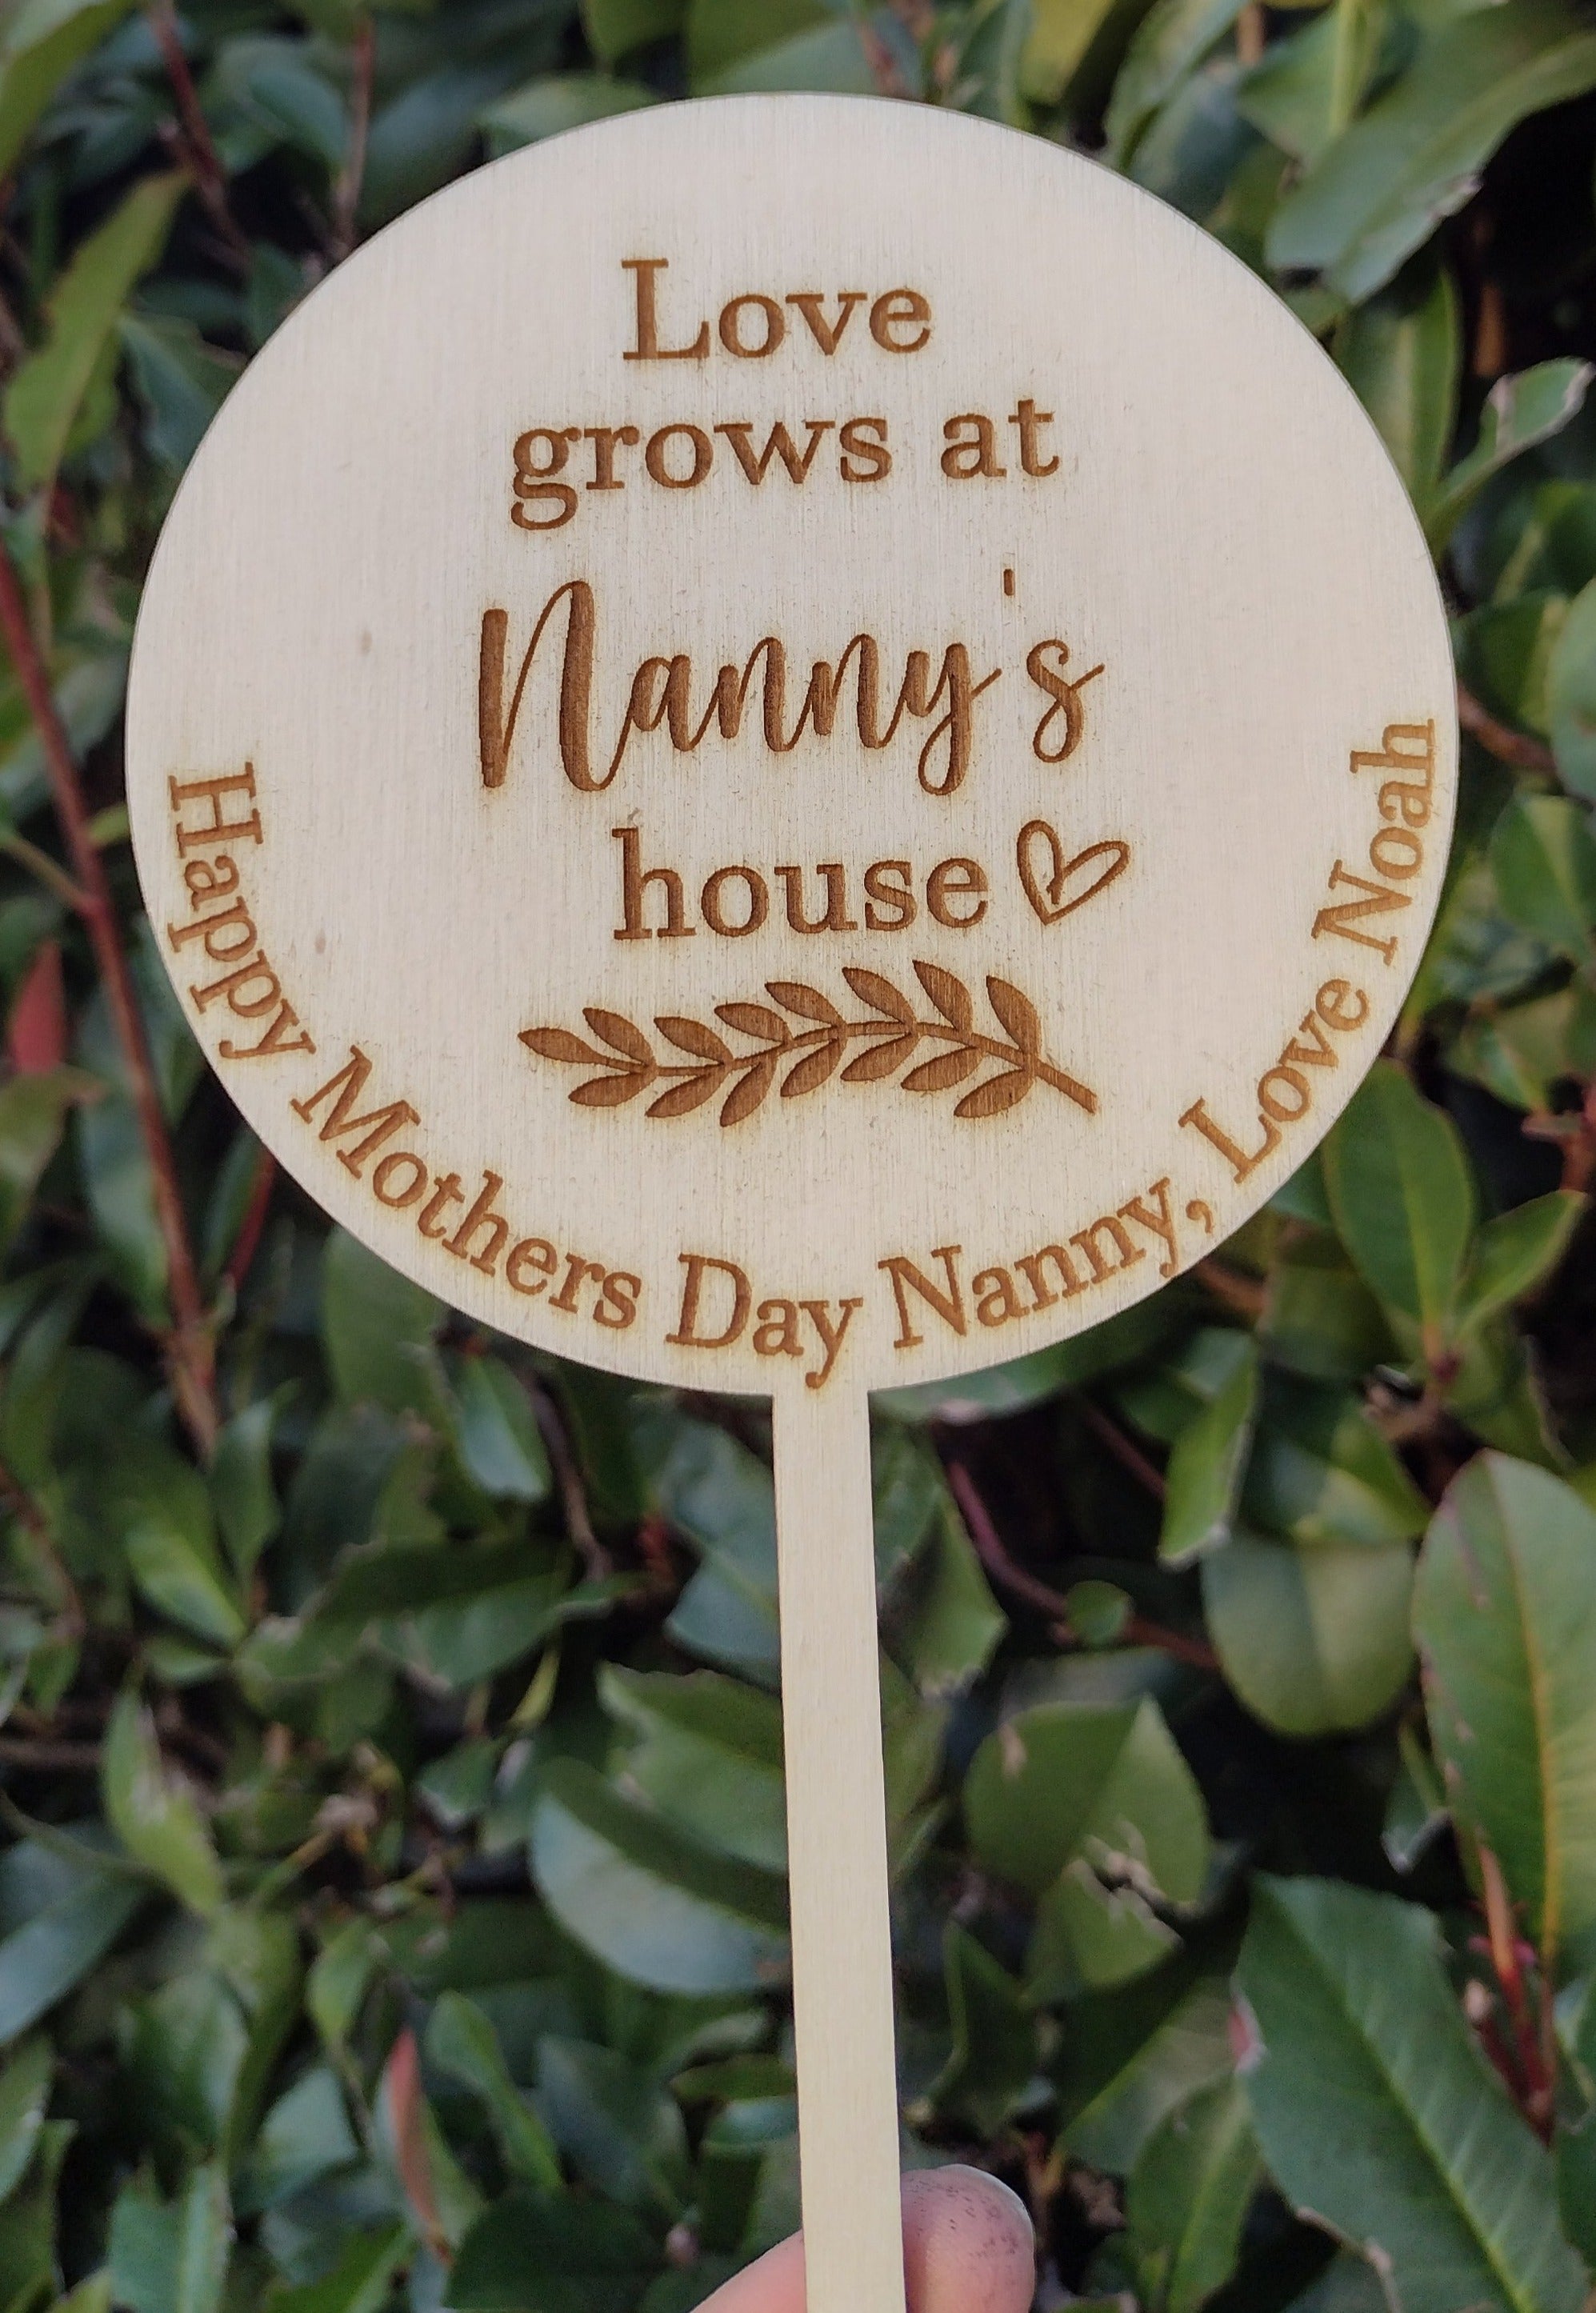 Love
grows at
Nanny's
house
Happy Mothers Day Nanny, Love Noah